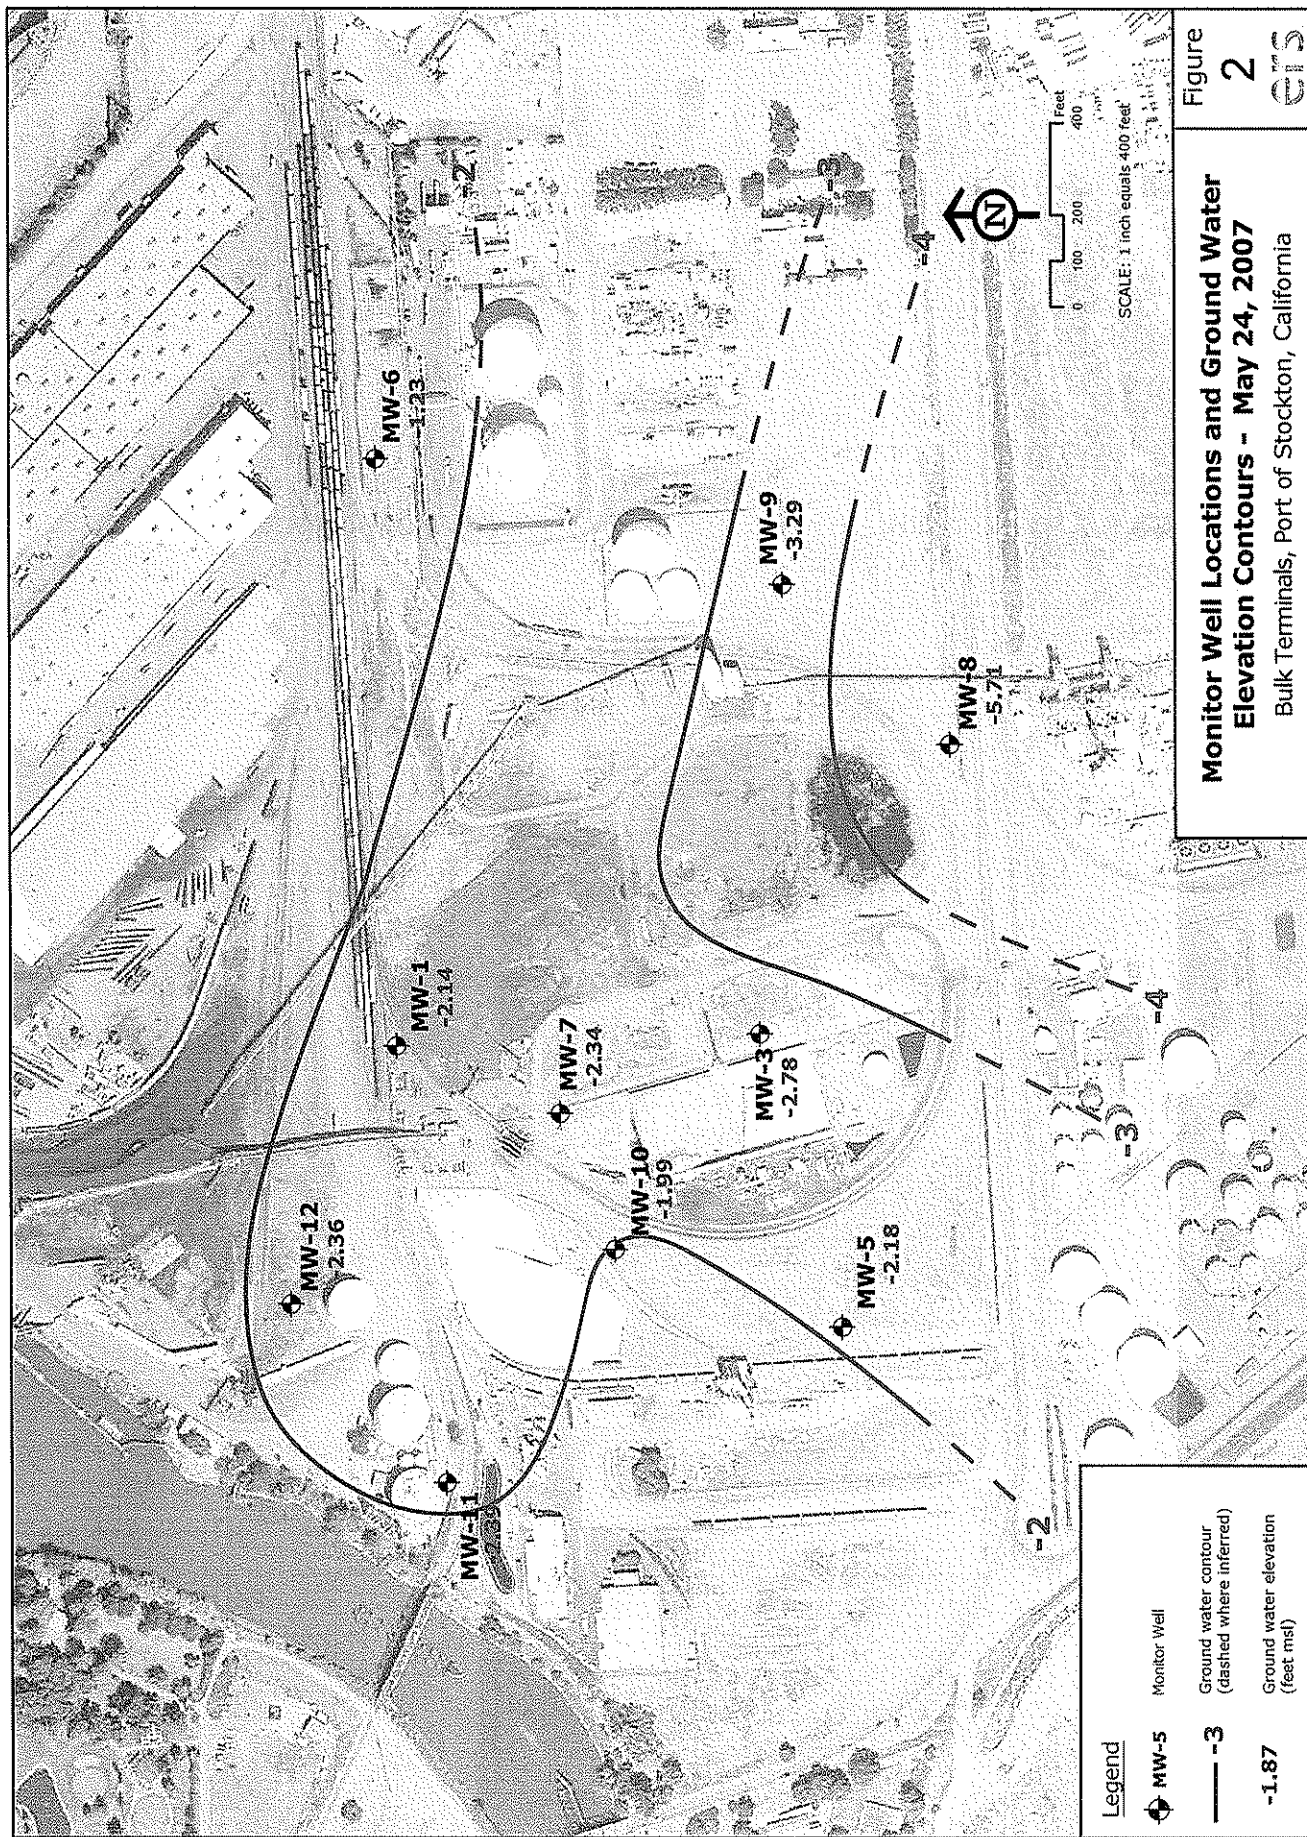 Figure
2
ers
Monitor Well Locations and Ground Water
Elevation Contours - May 24, 2007
Bulk Terminals, Port of Stockton, California
MW-12
-2.36
MW-1
-2.14
MW-6
-1.23
-2
MW-11
MW-7
-2.34
MW-10
-1.99
MW-3
-2.78
MW-9
-3.29
-3
MW-5
-2.18
MW-8
-5.71
-4
-2
-3
-4
N
0
100
200
400
Feet
SCALE: 1 inch equals 400 feet
Legend
MW-5
Monitor Well
-3
Ground water contour
(dashed where inferred)
-1.87
Ground water elevation
(feet msl)